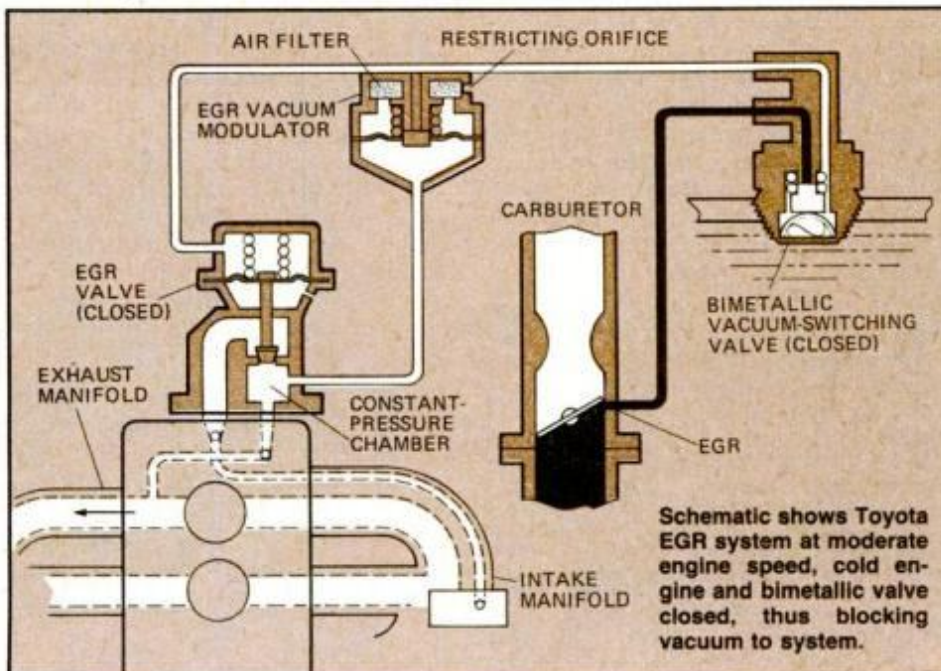 AIR FILTER
RESTRICTING ORIFICE
EGR VACUUM
MODULATOR
CARBURETOR
EGR
VALVE
(CLOSED)
BIMETALLIC
VACUUM-SWITCHING
VALVE (CLOSED)
EXHAUST
MANIFOLD
CONSTANT-
PRESSURE
CHAMBER
EGR
INTAKE
MANIFOLD
Schematic shows Toyota
EGR system at moderate
engine speed, cold en-
gine and bimetallic valve
closed, thus blocking
vacuum to system.